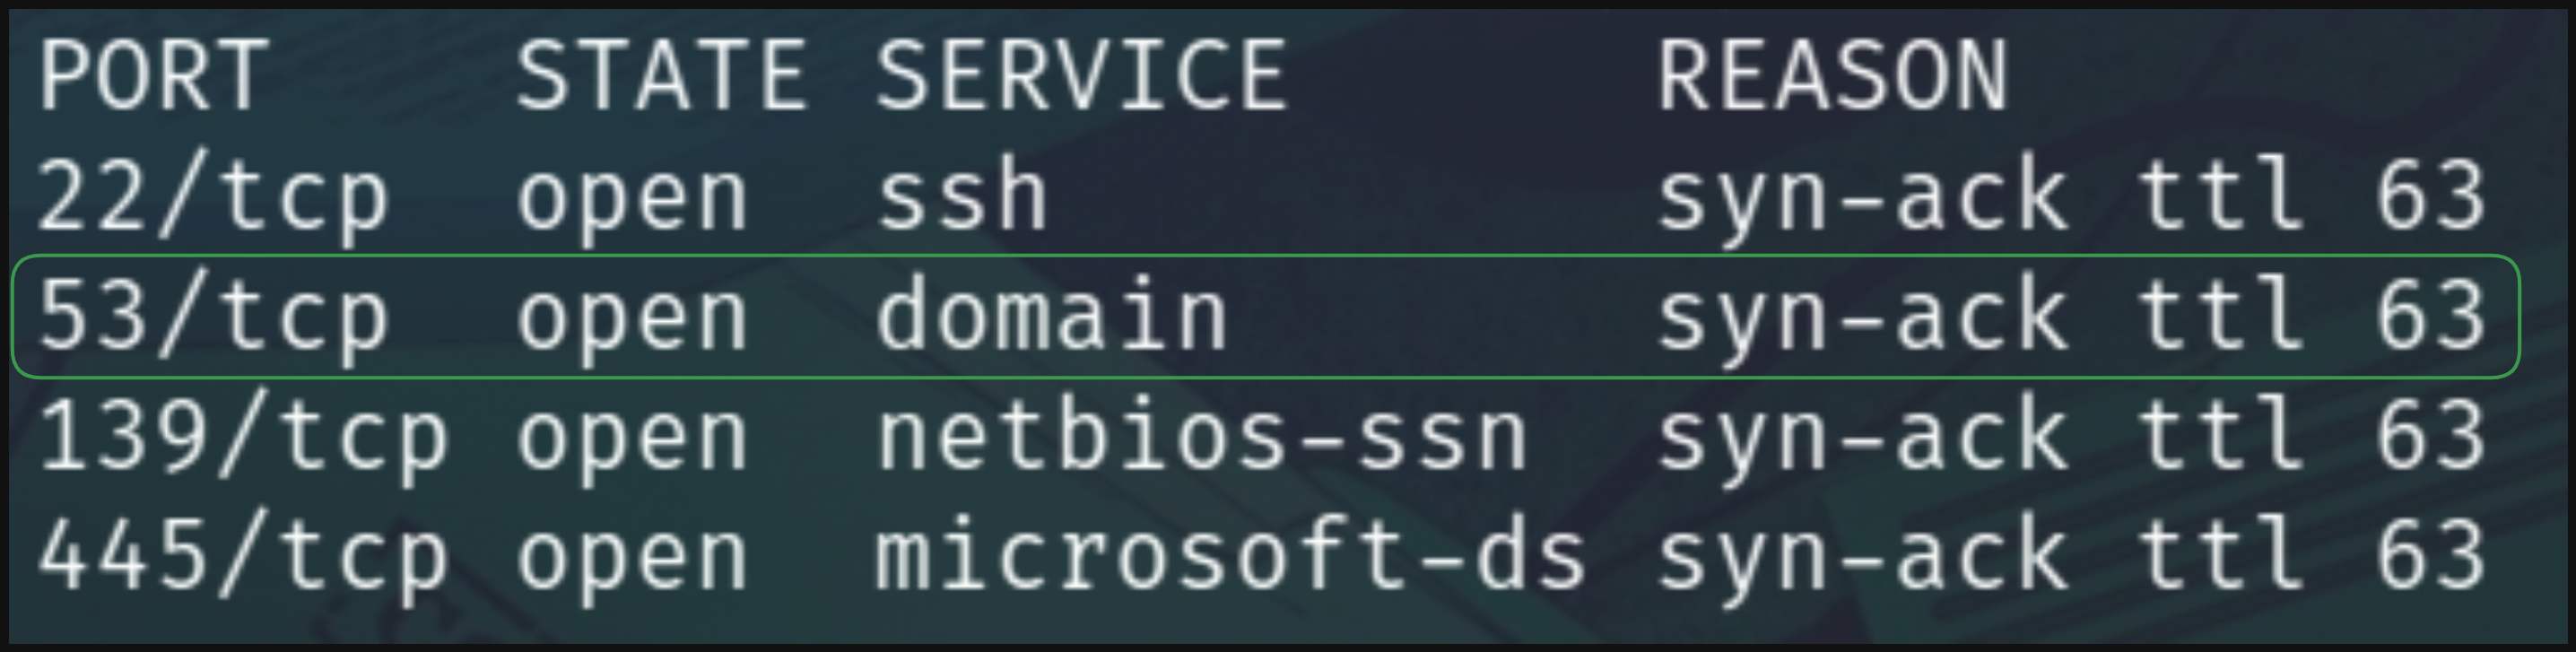 PORT STATE SERVICE REASON
22/tcp open ssh syn-ack ttl 63
53/tcp open domain syn-ack ttl 63
139/tcp open netbios-ssn syn-ack ttl 63
445/tcp open microsoft-ds syn-ack ttl 63